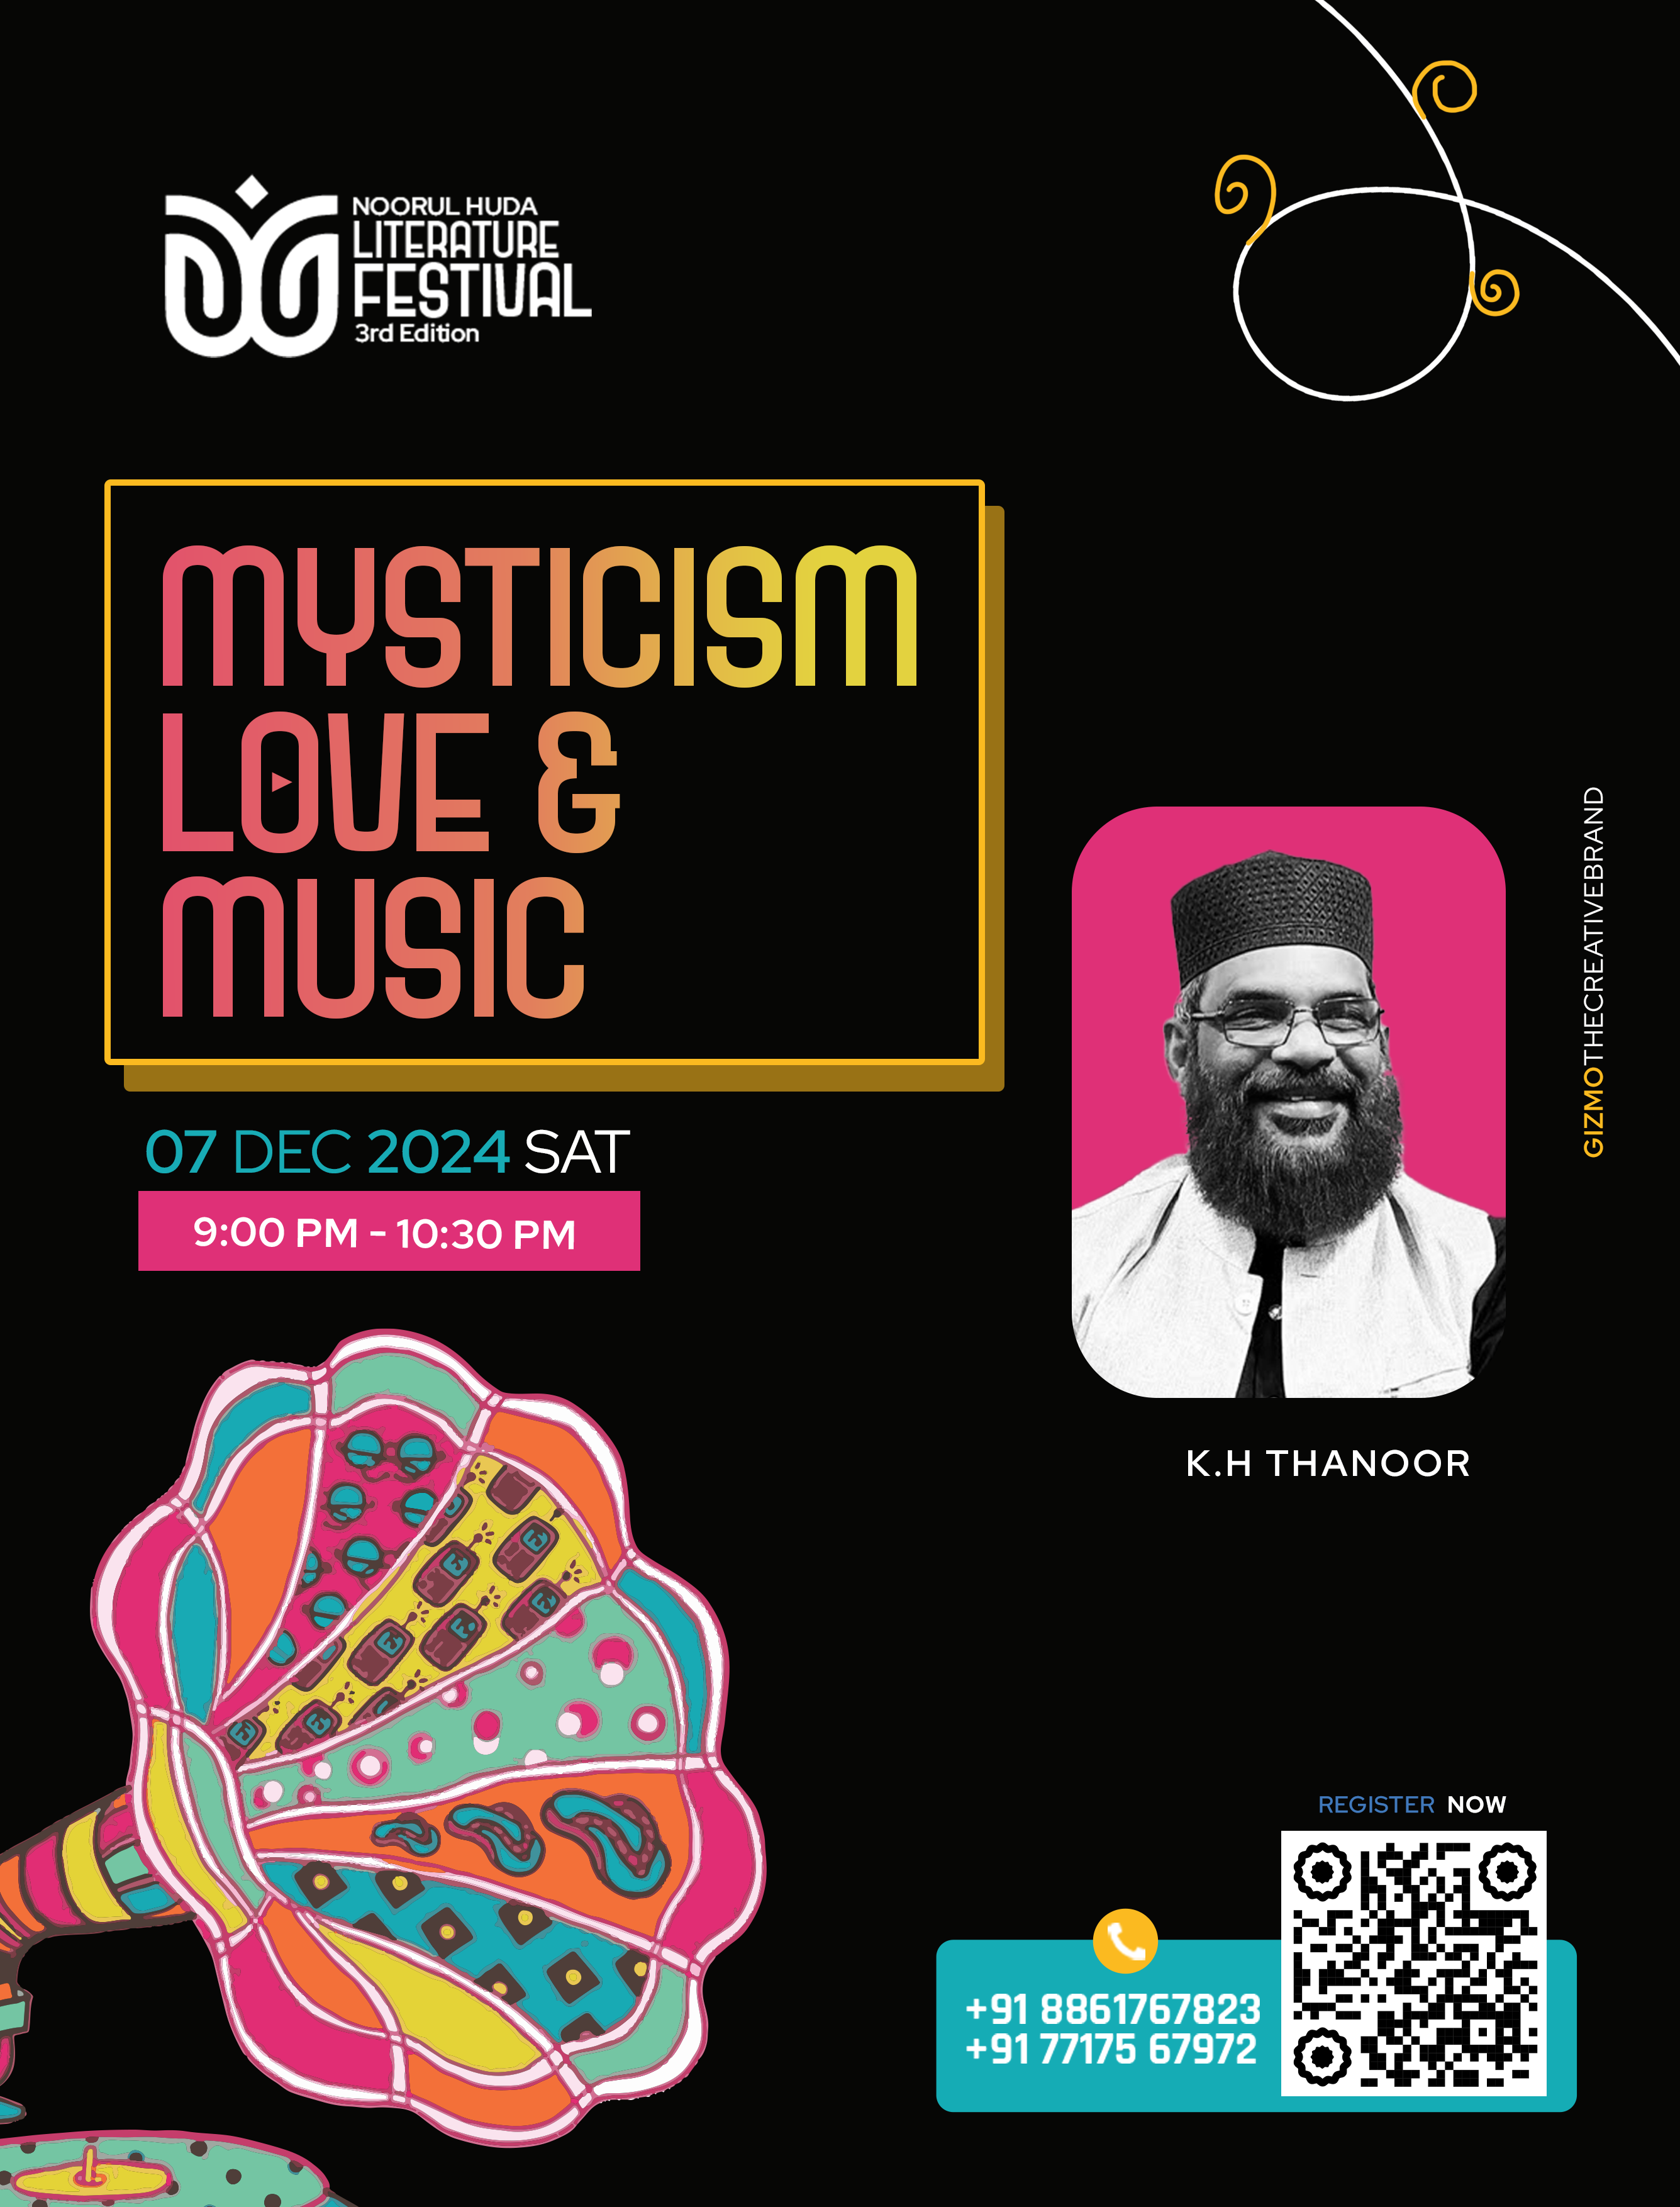 NOORUL HUDA
LITERATURE
FESTIVAL
3rd Edition
MYSTICISM
LOVE &
MUSIC
07 DEC 2024 SAT
9:00 PM - 10:30 PM
GIZMOTHECREATIVEBRAND
K.H THANOOR
REGISTER NOW
+91 8861767823
+91 77175 67972